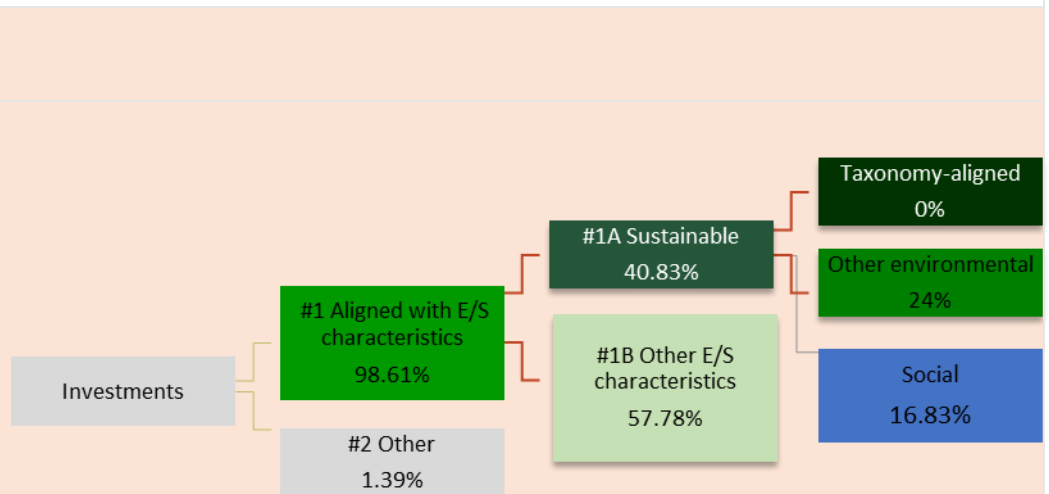 Investments
#1 Aligned with E/S
characteristics
98.61%
#2 Other
1.39%
#1A Sustainable
40.83%
#1B Other E/S
characteristics
57.78%
Taxonomy-aligned
0%
Other environmental
24%
Social
16.83%